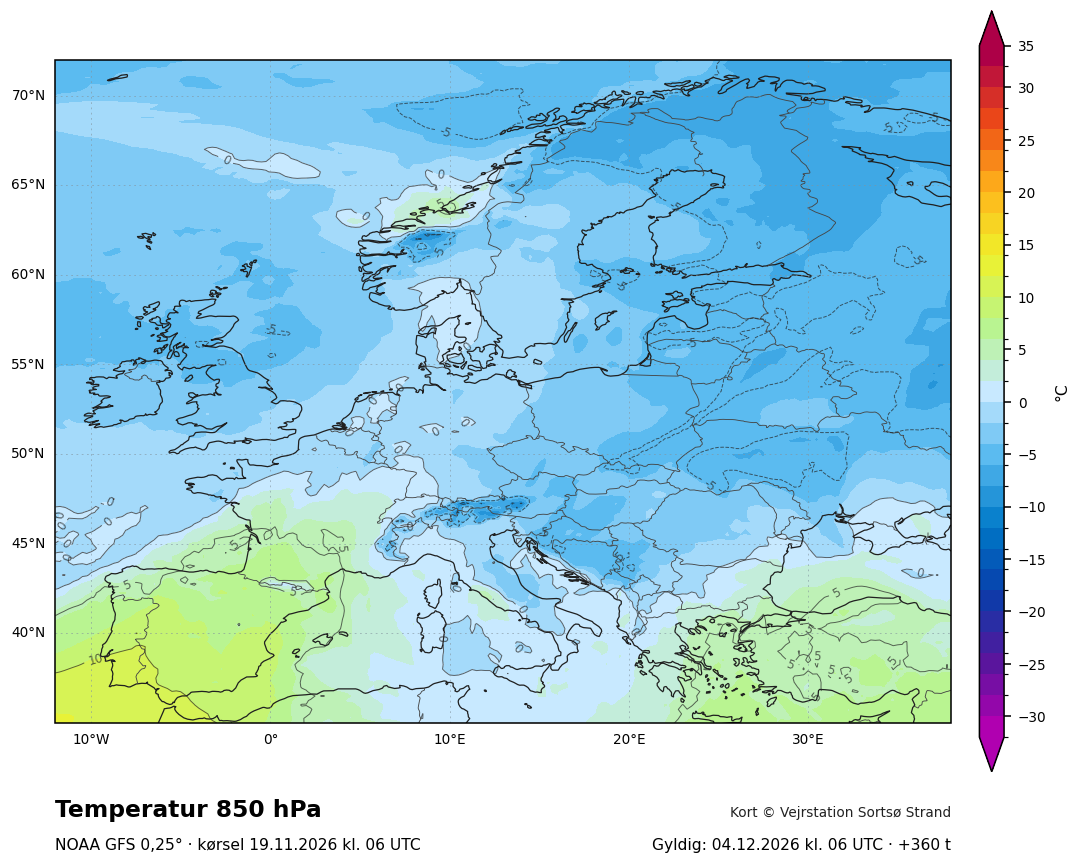 70°N
65°N
60°N
55°N
50°N
45°N
40°N
10°W
0°
10°E
20°E
30°E
35
30
25
20
15
10
5
0
−5
−10
−15
−20
−25
−30
°C
Temperatur 850 hPa
Kort © Vejrstation Sortsø Strand
NOAA GFS 0,25° · kørsel 19.11.2026 kl. 06 UTC
Gyldig: 04.12.2026 kl. 06 UTC · +360 t